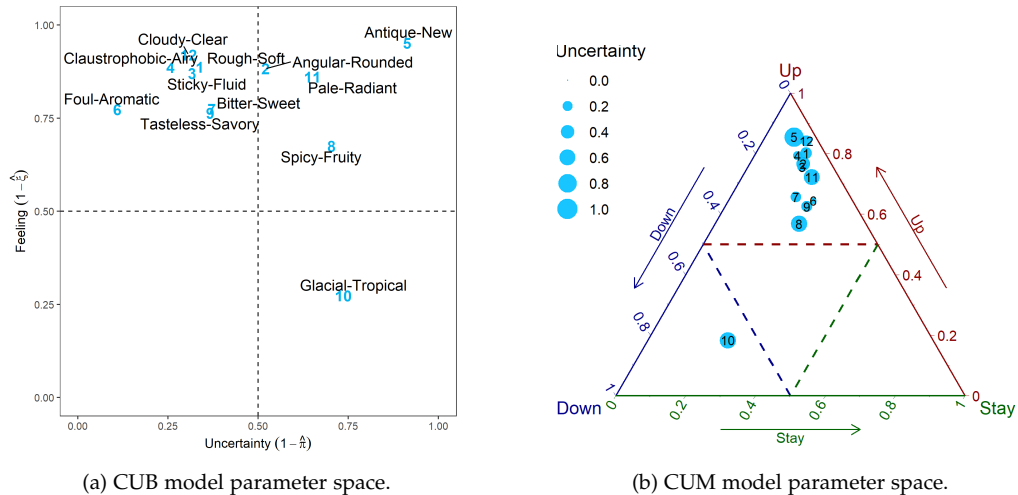 1.00
0.75
0.50
0.25
0.00
Feeling (1 − ξ̂)
Cloudy-Clear
Antique-New
5
12
Claustrophobic-Airy
Rough-Soft
Angular-Rounded
4
3
1
2
11
Sticky-Fluid
Pale-Radiant
Foul-Aromatic
6
7
Bitter-Sweet
9
Tasteless-Savory
8
Spicy-Fruity
Glacial-Tropical
10
0.00 0.25 0.50 0.75 1.00
Uncertainty (1 − π̂)
(a) CUB model parameter space.
Uncertainty
0.0
0.2
0.4
0.6
0.8
1.0
Up
0
1
0.2
0.8
0.4
0.6
0.6
0.4
0.8
0.2
1
0
Down
Up
5
12
4
1
2
3
11
7
6
9
8
10
Down
Stay
0 0.2 0.4 0.6 0.8 1
Stay
(b) CUM model parameter space.